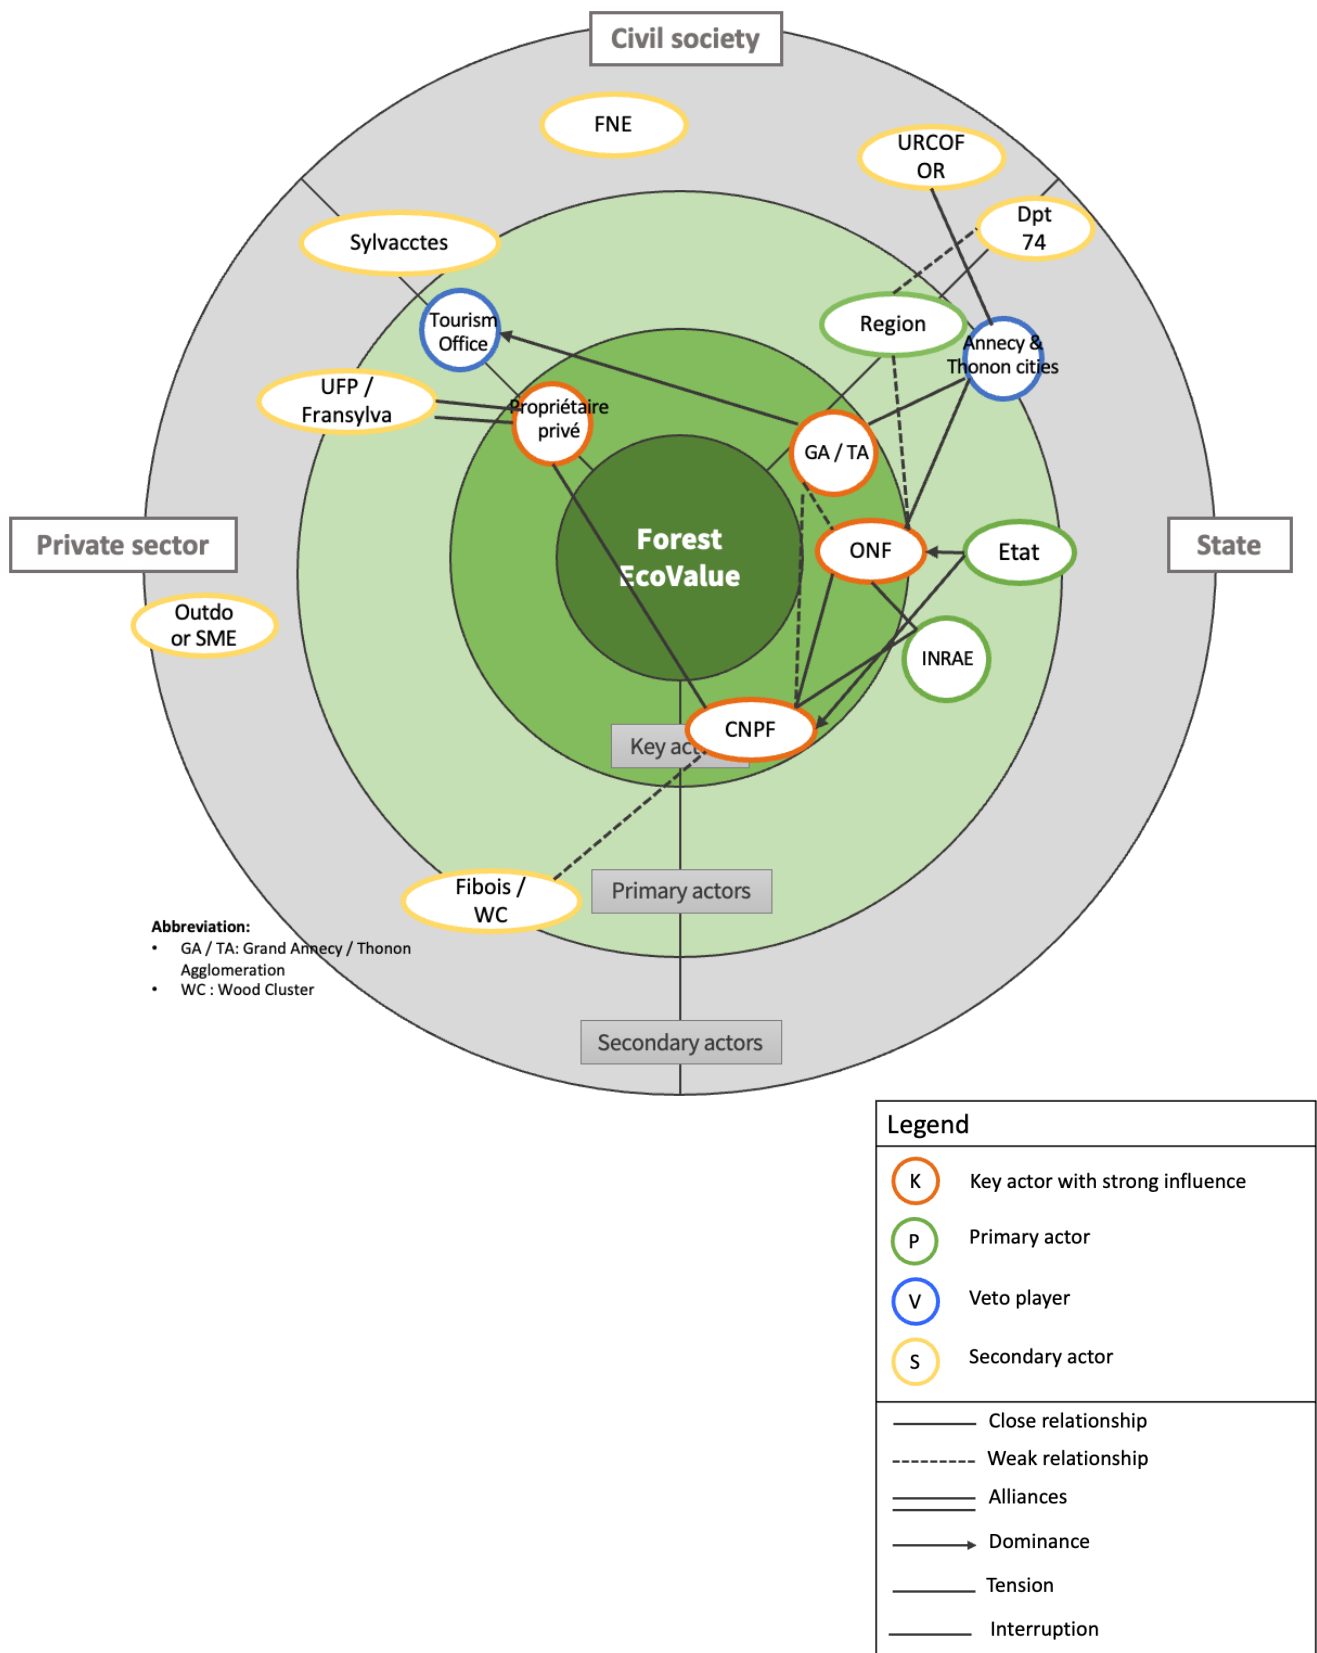 Civil society
FNE
URCOF
OR
Dpt
74
Sylvacctes
Tourism
Office
Region
Annecy &
Thonon cities
UFP /
Fransylva
Propriétaire
privé
GA / TA
Private sector
Forest
EcoValue
ONF
Etat
State
Outdo
or SME
INRAE
CNPF
Key act
Fibois /
WC
Primary actors
Abbreviation:
• GA / TA: Grand Annecy / Thonon
Agglomeration
• WC : Wood Cluster
Secondary actors
Legend
K Key actor with strong influence
P Primary actor
V Veto player
S Secondary actor
Close relationship
Weak relationship
Alliances
Dominance
Tension
Interruption